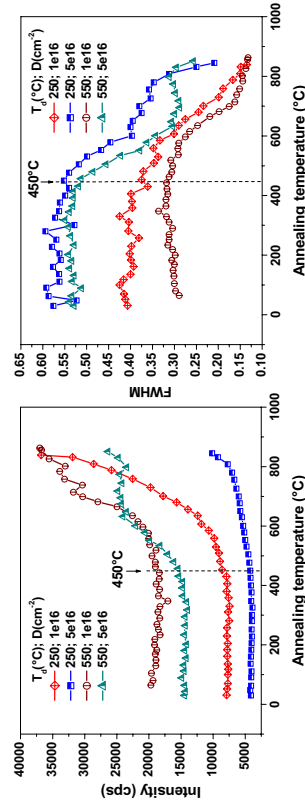 40000
35000
30000
25000
20000
15000
10000
5000
Intensity (cps)
T_d(°C); D(cm⁻²)
250; 1e16
250; 5e16
550; 1e16
550; 5e16
450°C
0
200
400
600
800
1000
Annealing temperature (°C)
0.65
0.60
0.55
0.50
0.45
0.40
0.35
0.30
0.25
0.20
0.15
0.10
FWHM
450°C
T_i(°C); D(cm⁻²)
250; 1e16
250; 5e16
550; 1e16
550; 5e16
0
200
400
600
800
1000
Annealing temperature (°C)